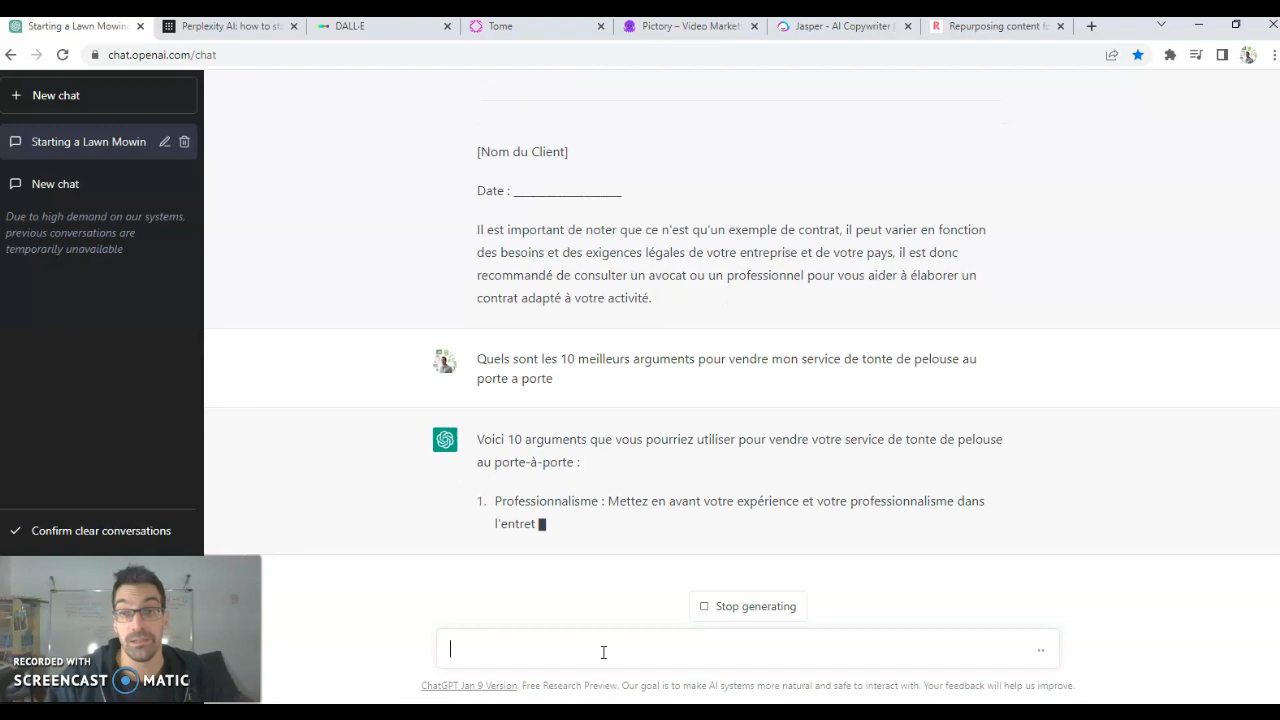 Starting a Lawn Mowin
Perplexity AI: how to st
DALL·E
Tome
Pictory – Video Market
Jasper - AI Copywriter |
Repurposing content f
chat.openai.com/chat
New chat
Starting a Lawn Mowin
New chat
Due to high demand on our systems,
previous conversations are
temporarily unavailable
Confirm clear conversations
[Nom du Client]
Date : ___________________
Il est important de noter que ce n'est qu'un exemple de contrat, il peut varier en fonction
des besoins et des exigences légales de votre entreprise et de votre pays, il est donc
recommandé de consulter un avocat ou un professionnel pour vous aider à élaborer un
contrat adapté à votre activité.
Quels sont les 10 meilleurs arguments pour vendre mon service de tonte de pelouse au
porte a porte
Voici 10 arguments que vous pourriez utiliser pour vendre votre service de tonte de pelouse
au porte-à-porte :
1. Professionnalisme : Mettez en avant votre expérience et votre professionnalisme dans
l'entret
Stop generating
ChatGPT Jan 9 Version. Free Research Preview. Our goal is to make AI systems more natural and safe to interact with. Your feedback will help us improve.
RECORDED WITH
SCREENCAST MATIC